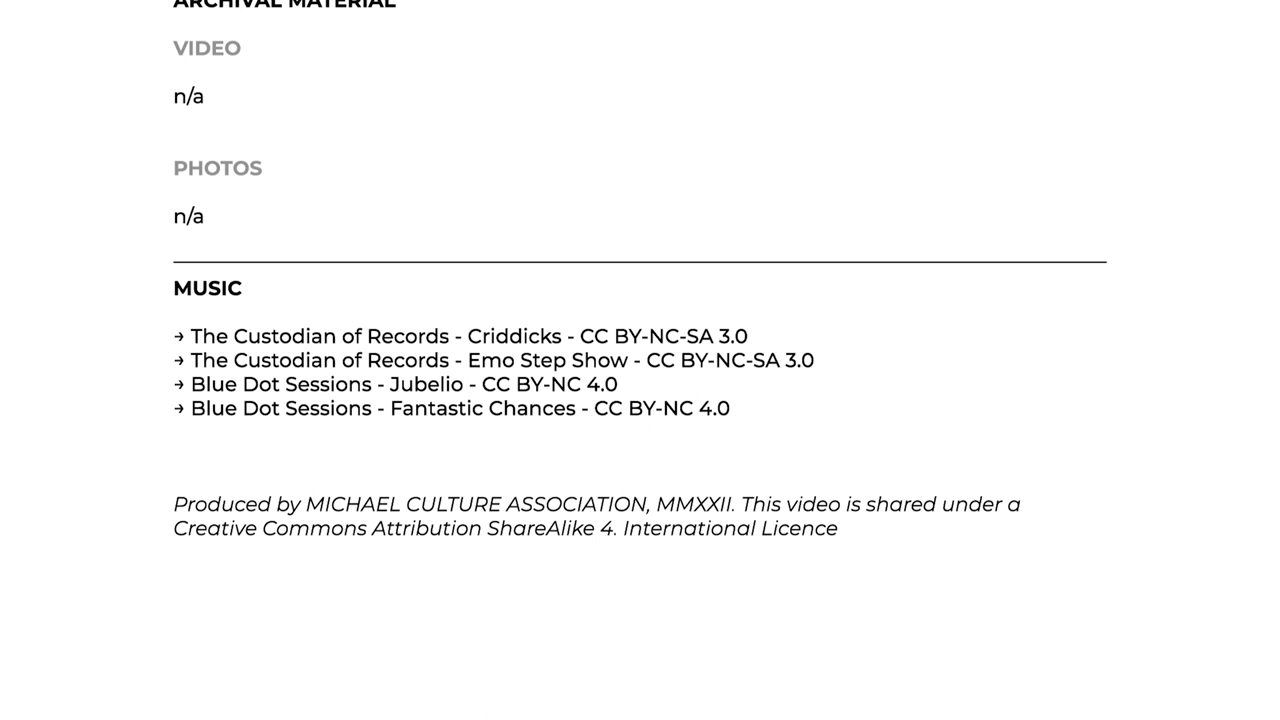 ARCHIVAL MATERIAL
VIDEO
n/a
PHOTOS
n/a
MUSIC
→ The Custodian of Records - Criddicks - CC BY-NC-SA 3.0
→ The Custodian of Records - Emo Step Show - CC BY-NC-SA 3.0
→ Blue Dot Sessions - Jubelio - CC BY-NC 4.0
→ Blue Dot Sessions - Fantastic Chances - CC BY-NC 4.0
Produced by MICHAEL CULTURE ASSOCIATION, MMXXII. This video is shared under a
Creative Commons Attribution ShareAlike 4. International Licence